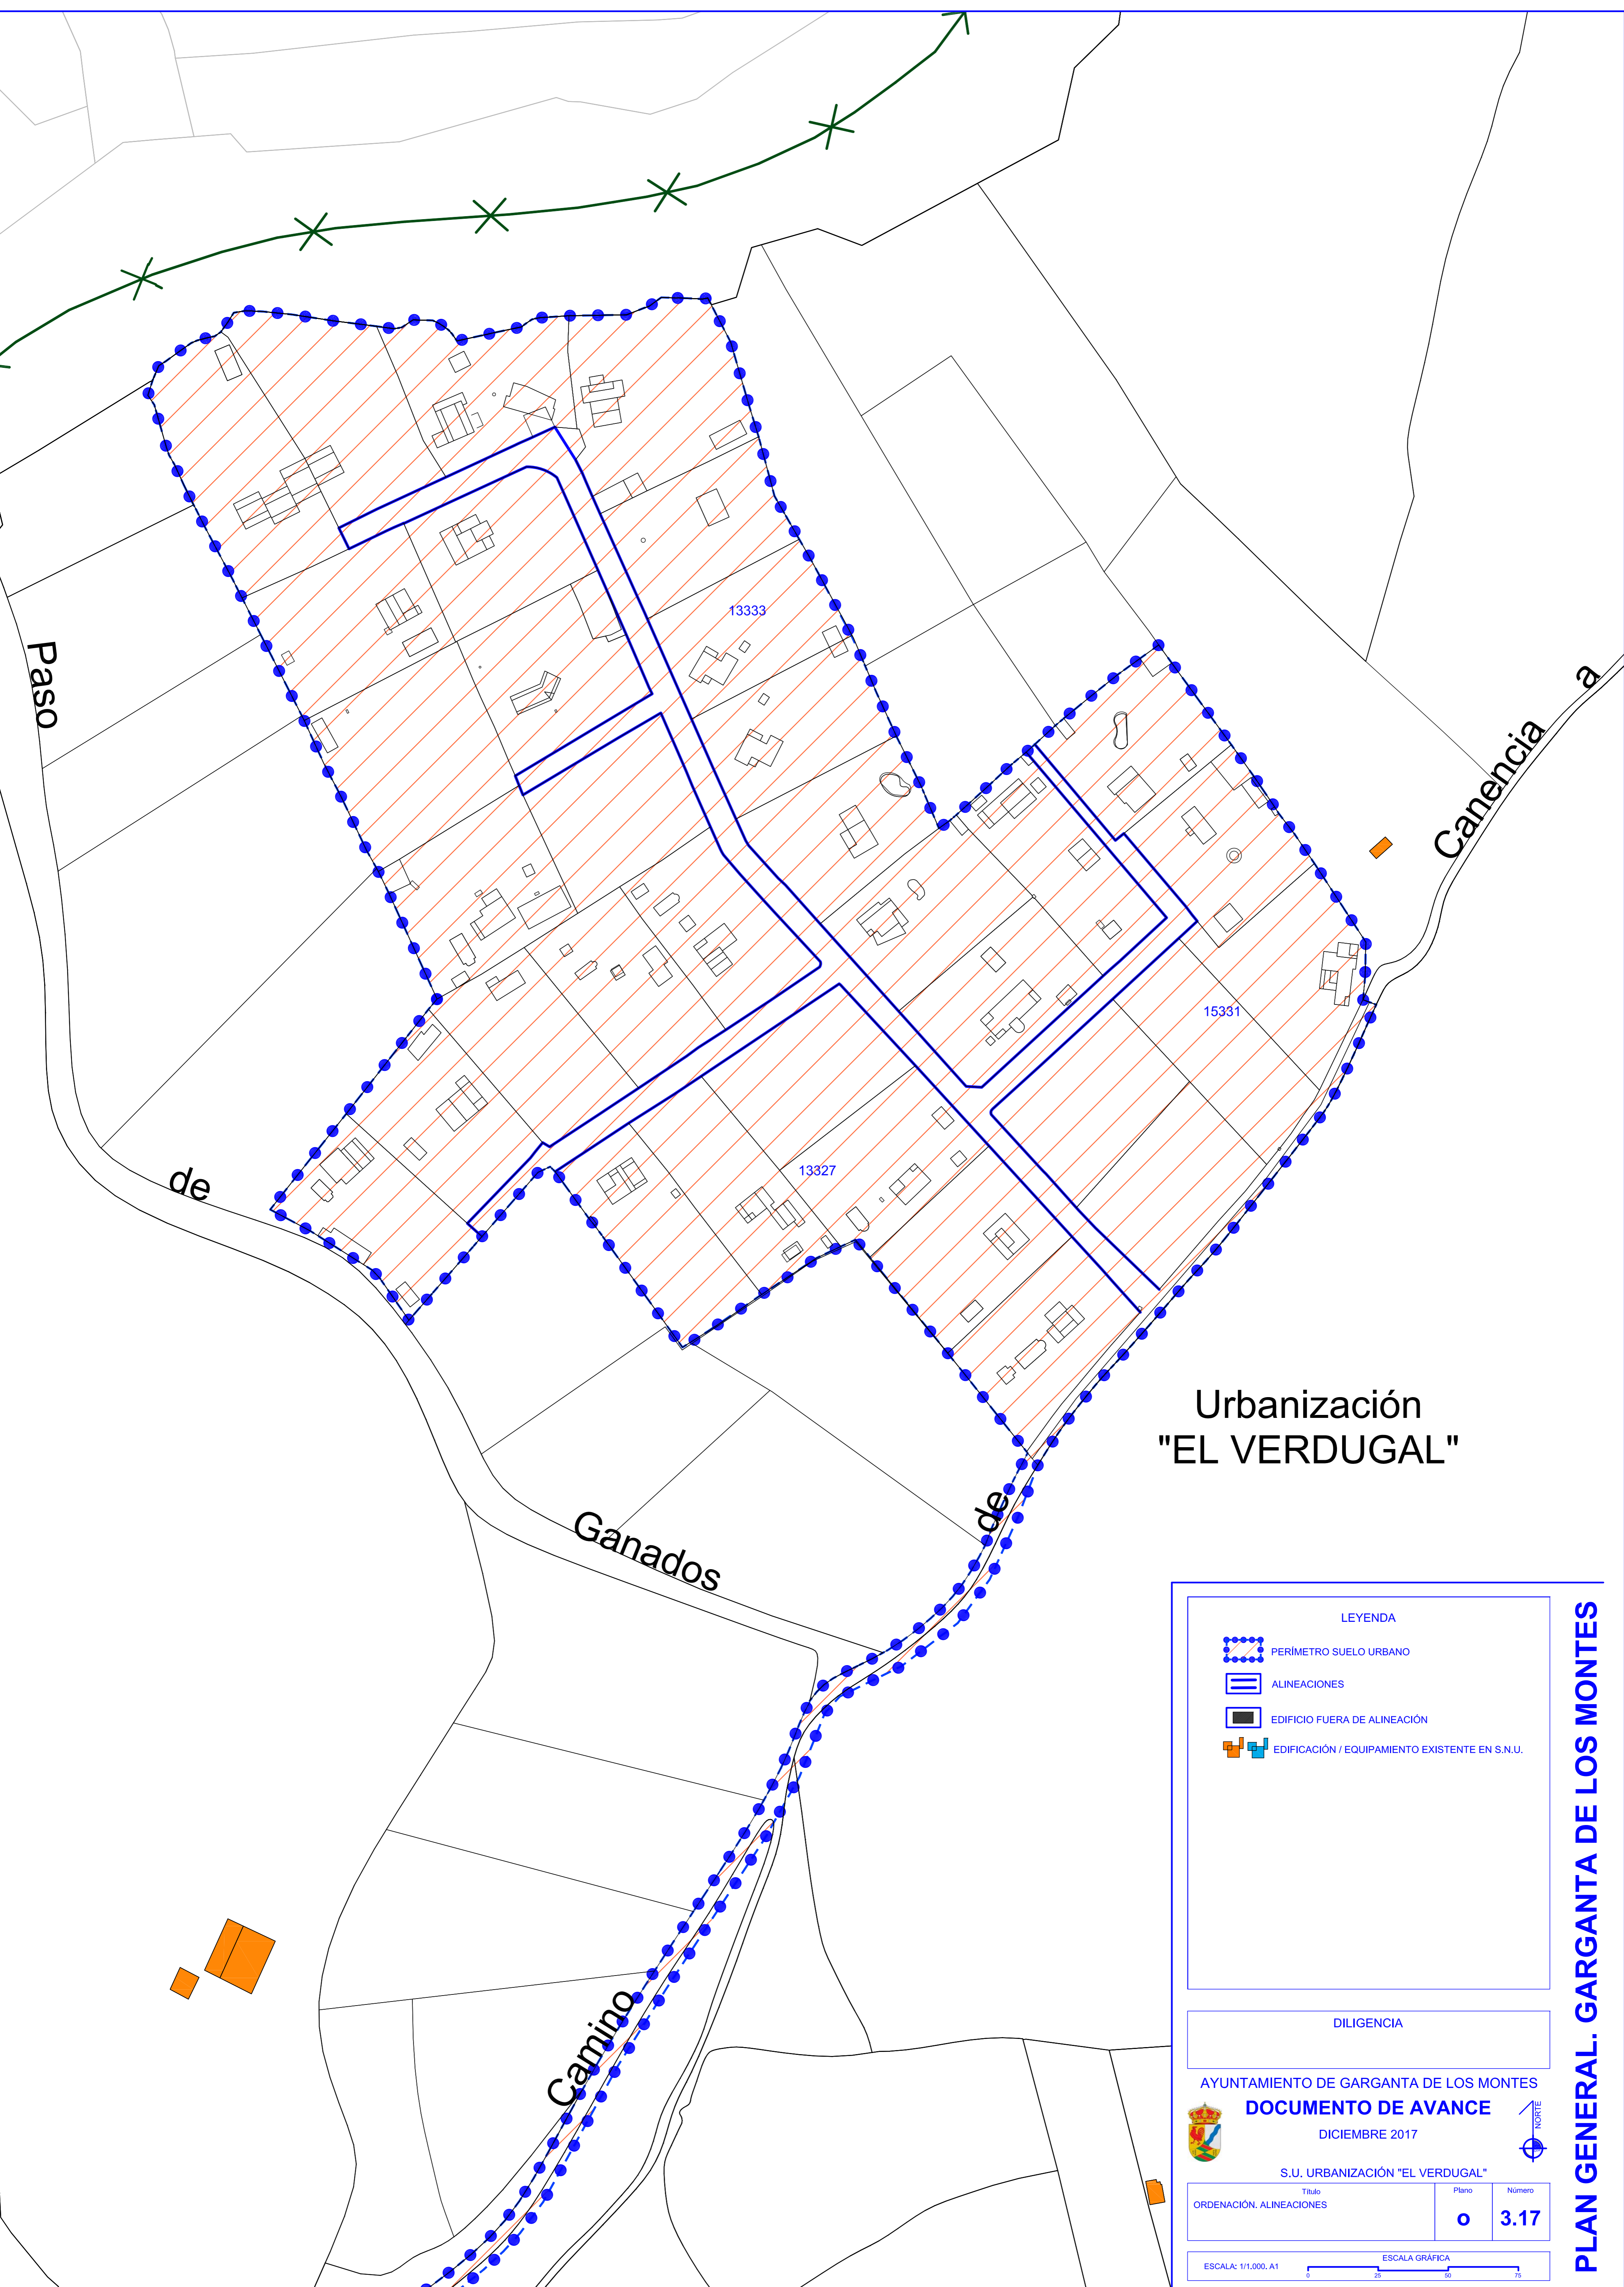 Paso
de
Ganados
Camino
de
Canencia
a
13333
15331
13327
Urbanización
"EL VERDUGAL"
LEYENDA
PERÍMETRO SUELO URBANO
ALINEACIONES
EDIFICIO FUERA DE ALINEACIÓN
EDIFICACIÓN / EQUIPAMIENTO EXISTENTE EN S.N.U.
DILIGENCIA
AYUNTAMIENTO DE GARGANTA DE LOS MONTES
DOCUMENTO DE AVANCE
DICIEMBRE 2017
NORTE
S.U. URBANIZACIÓN "EL VERDUGAL"
Título
ORDENACIÓN. ALINEACIONES
Plano
o
Número
3.17
ESCALA: 1/1.000. A1
ESCALA GRÁFICA
0 25 50 75
PLAN GENERAL. GARGANTA DE LOS MONTES